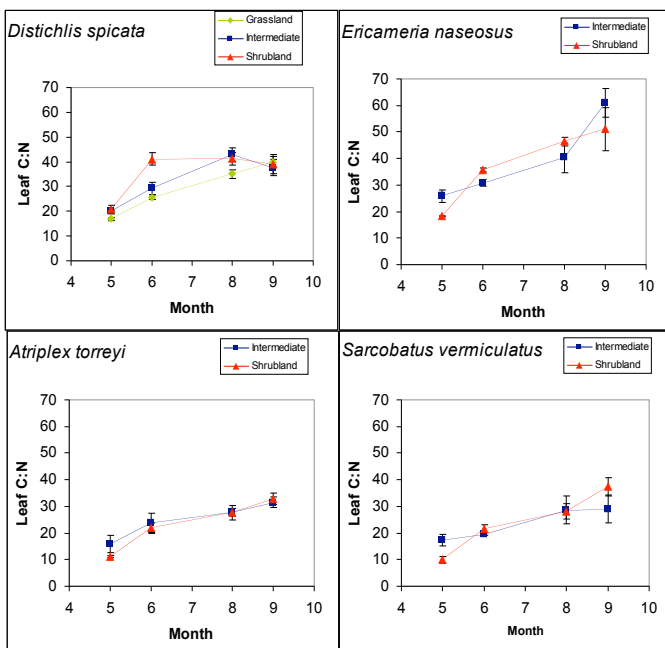 Distichlis spicata
Grassland
Intermediate
Shrubland
70
60
50
40
30
20
10
0
Leaf C:N
4 5 6 7 8 9 10
Month
Ericameria naseosus
Intermediate
Shrubland
70
60
50
40
30
20
10
0
Leaf C:N
4 5 6 7 8 9 10
Month
Atriplex torreyi
Intermediate
Shrubland
70
60
50
40
30
20
10
0
Leaf C:N
4 5 6 7 8 9 10
Month
Sarcobatus vermiculatus
Intermediate
Shrubland
70
60
50
40
30
20
10
0
Leaf C:N
4 5 6 7 8 9 10
Month